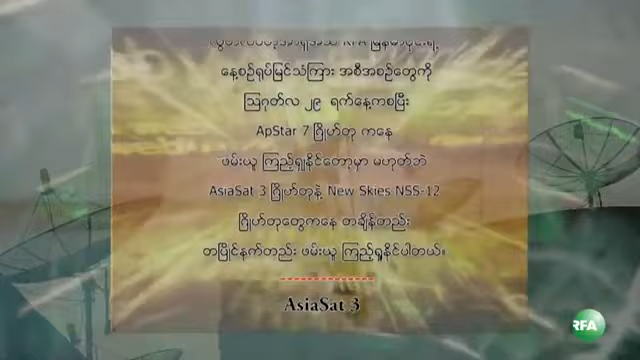 နေ့စဉ်ရုပ်မြင်သံကြား အစီအစဉ်တွေကို
ဩဂုတ်လ ၂၉ ရက်နေ့ကစပြီး
ApStar 7 ဂြိုဟ်တု ကနေ
ဖမ်းယူ ကြည့်ရှုနိုင်တော့မှာ မဟုတ်ဘဲ
AsiaSat 3 ဂြိုဟ်တုနဲ့ New Skies NSS-12
ဂြိုဟ်တုတွေကနေ တချိန်တည်း
တပြိုင်နက်တည်း ဖမ်းယူ ကြည့်ရှုနိုင်ပါတယ်။
AsiaSat 3
RFA